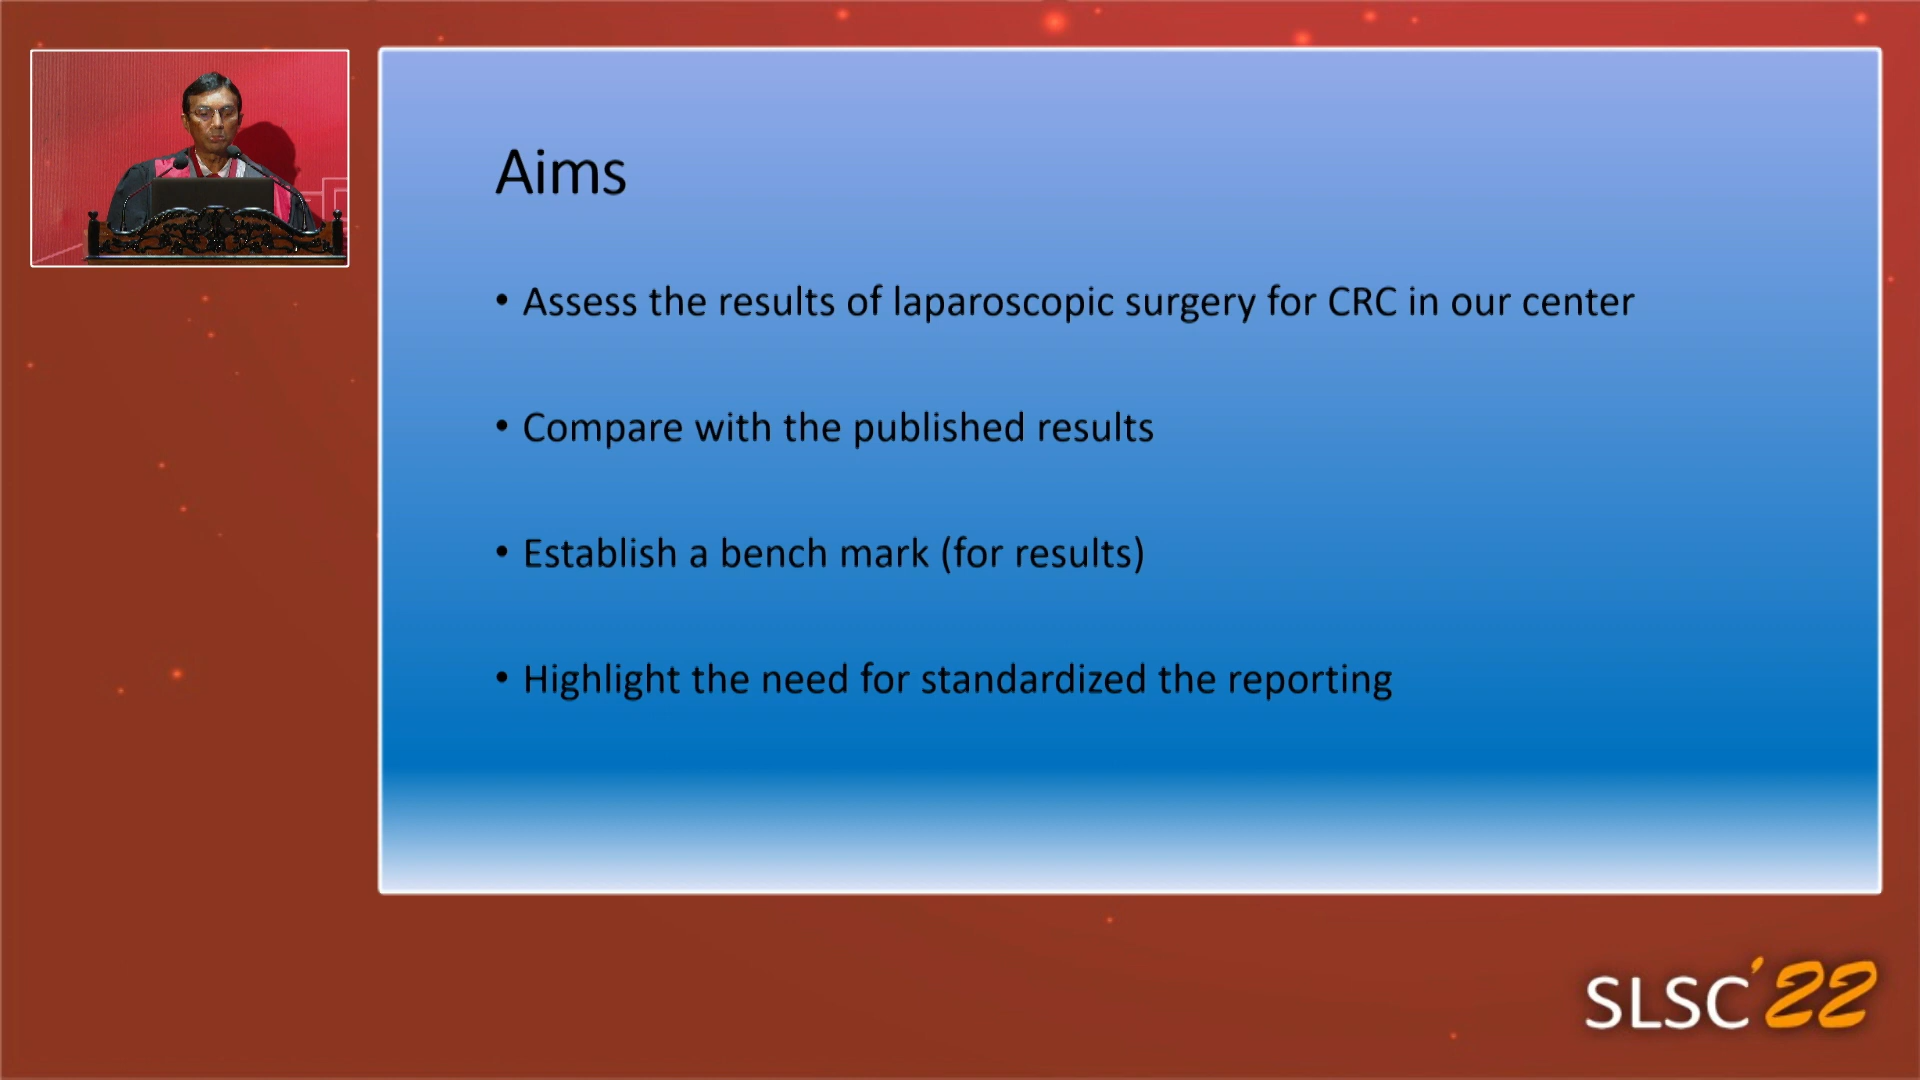 Aims
• Assess the results of laparoscopic surgery for CRC in our center
• Compare with the published results
• Establish a bench mark (for results)
• Highlight the need for standardized the reporting
SLSC'22